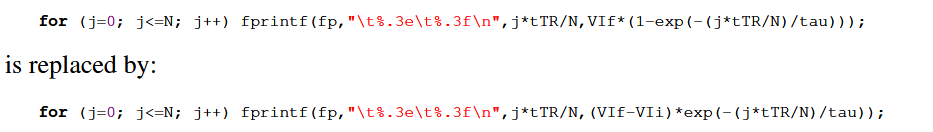 for (j=0; j<=N; j++) fprintf(fp,"\t%.3e\t%.3f\n",j*tTR/N,VIf*(1-exp(-(j*tTR/N)/tau)));
is replaced by:
for (j=0; j<=N; j++) fprintf(fp,"\t%.3e\t%.3f\n",j*tTR/N,(VIf-VIi)*exp(-(j*tTR/N)/tau));